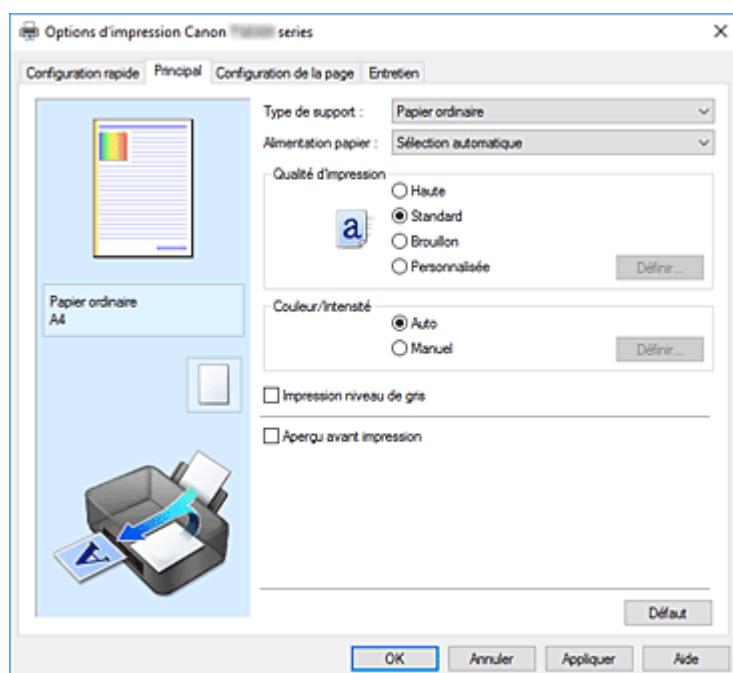 Options d'impression Canon series
Configuration rapide Principal Configuration de la page Entretien
Type de support : Papier ordinaire
Alimentation papier : Sélection automatique
Qualité d'impression
Haute
a Standard
Brouillon
Personnalisée Définir...
Papier ordinaire
A4
Couleur/Intensité
Auto
Manuel Définir...
Impression niveau de gris
Aperçu avant impression
A
Défaut
OK Annuler Appliquer Aide